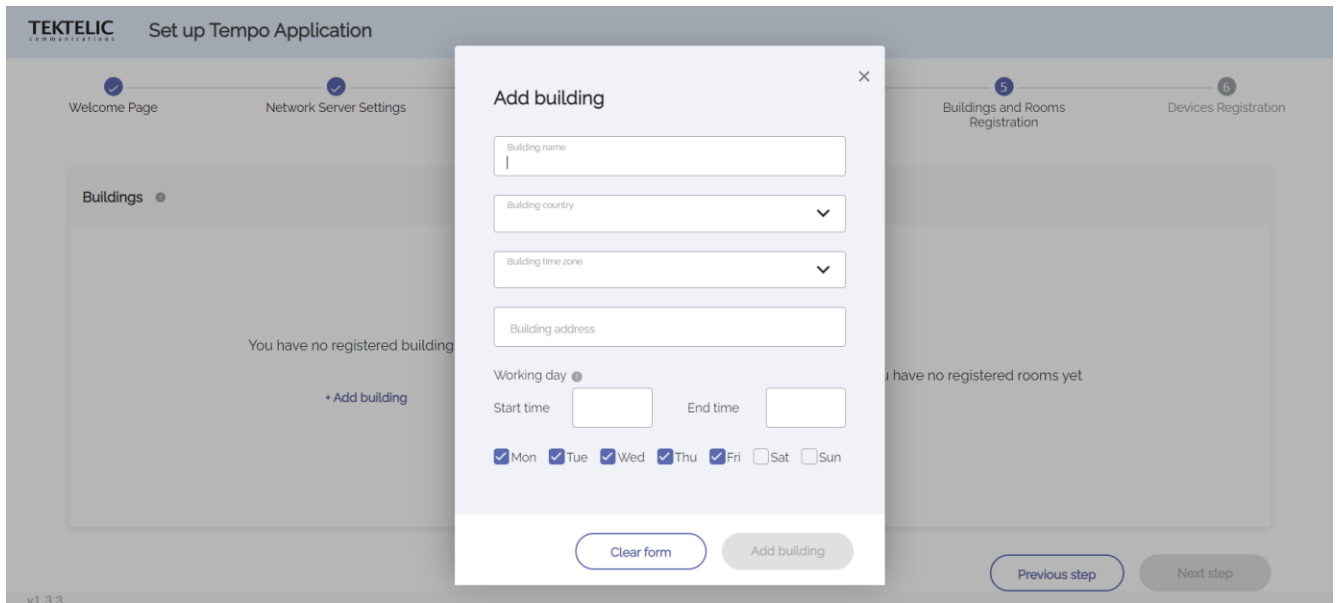 TEKTELIC
communications
Set up Tempo Application
Welcome Page
Network Server Settings
5
Buildings and Rooms
Registration
6
Devices Registration
Buildings
You have no registered building
+ Add building
have no registered rooms yet
Add building
Building name
Building country
Building time zone
Building address
Working day
Start time
End time
Mon Tue Wed Thu Fri Sat Sun
Clear form
Add building
Previous step
Next step
v1.3.3